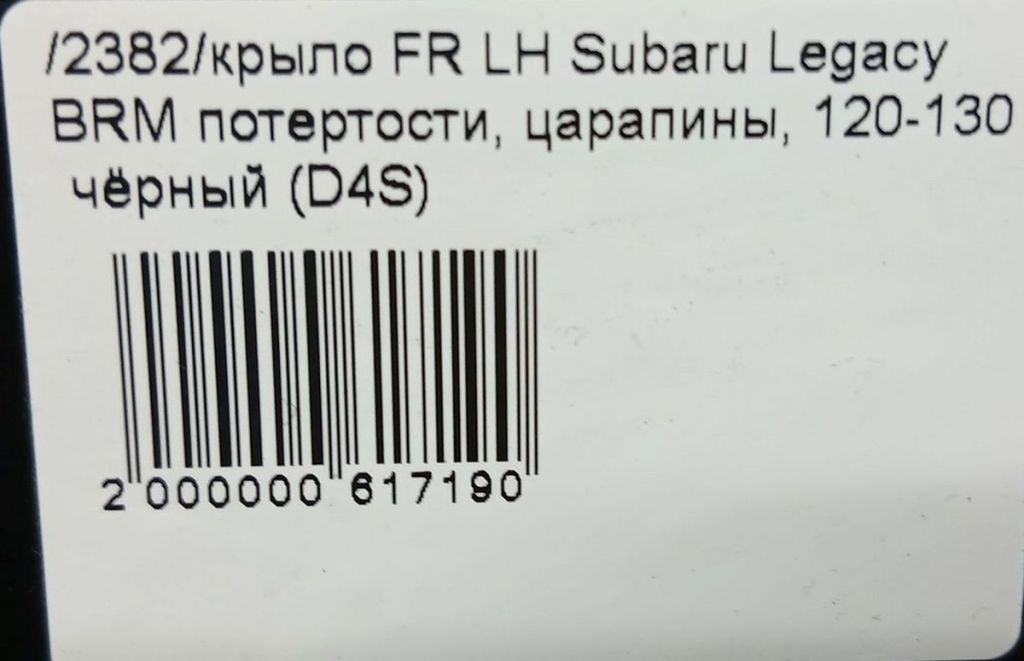 /2382/крыло FR LH Subaru Legacy
BRM потертости, царапины, 120-130
чёрный (D4S)
2 000000 617190